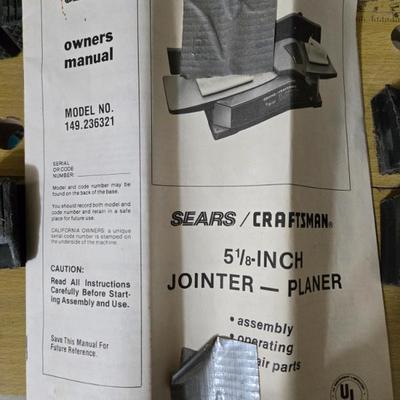 owners
manual
MODEL NO.
149.236321
SERIAL
OR CODE
NUMBER:
Model and code number may be
found on the back of the base.
You should record both model and
code number and retain in a safe
place for future use.
CALIFORNIA OWNERS: a unique
serial code number is stamped on
the underside of the machine.
CAUTION:
Read All Instructions
Carefully Before Start-
ing Assembly and Use.
Save This Manual For
Future Reference.
SEARS / CRAFTSMAN®
5 1/8-INCH
JOINTER — PLANER
• assembly
• operating
air parts
UL